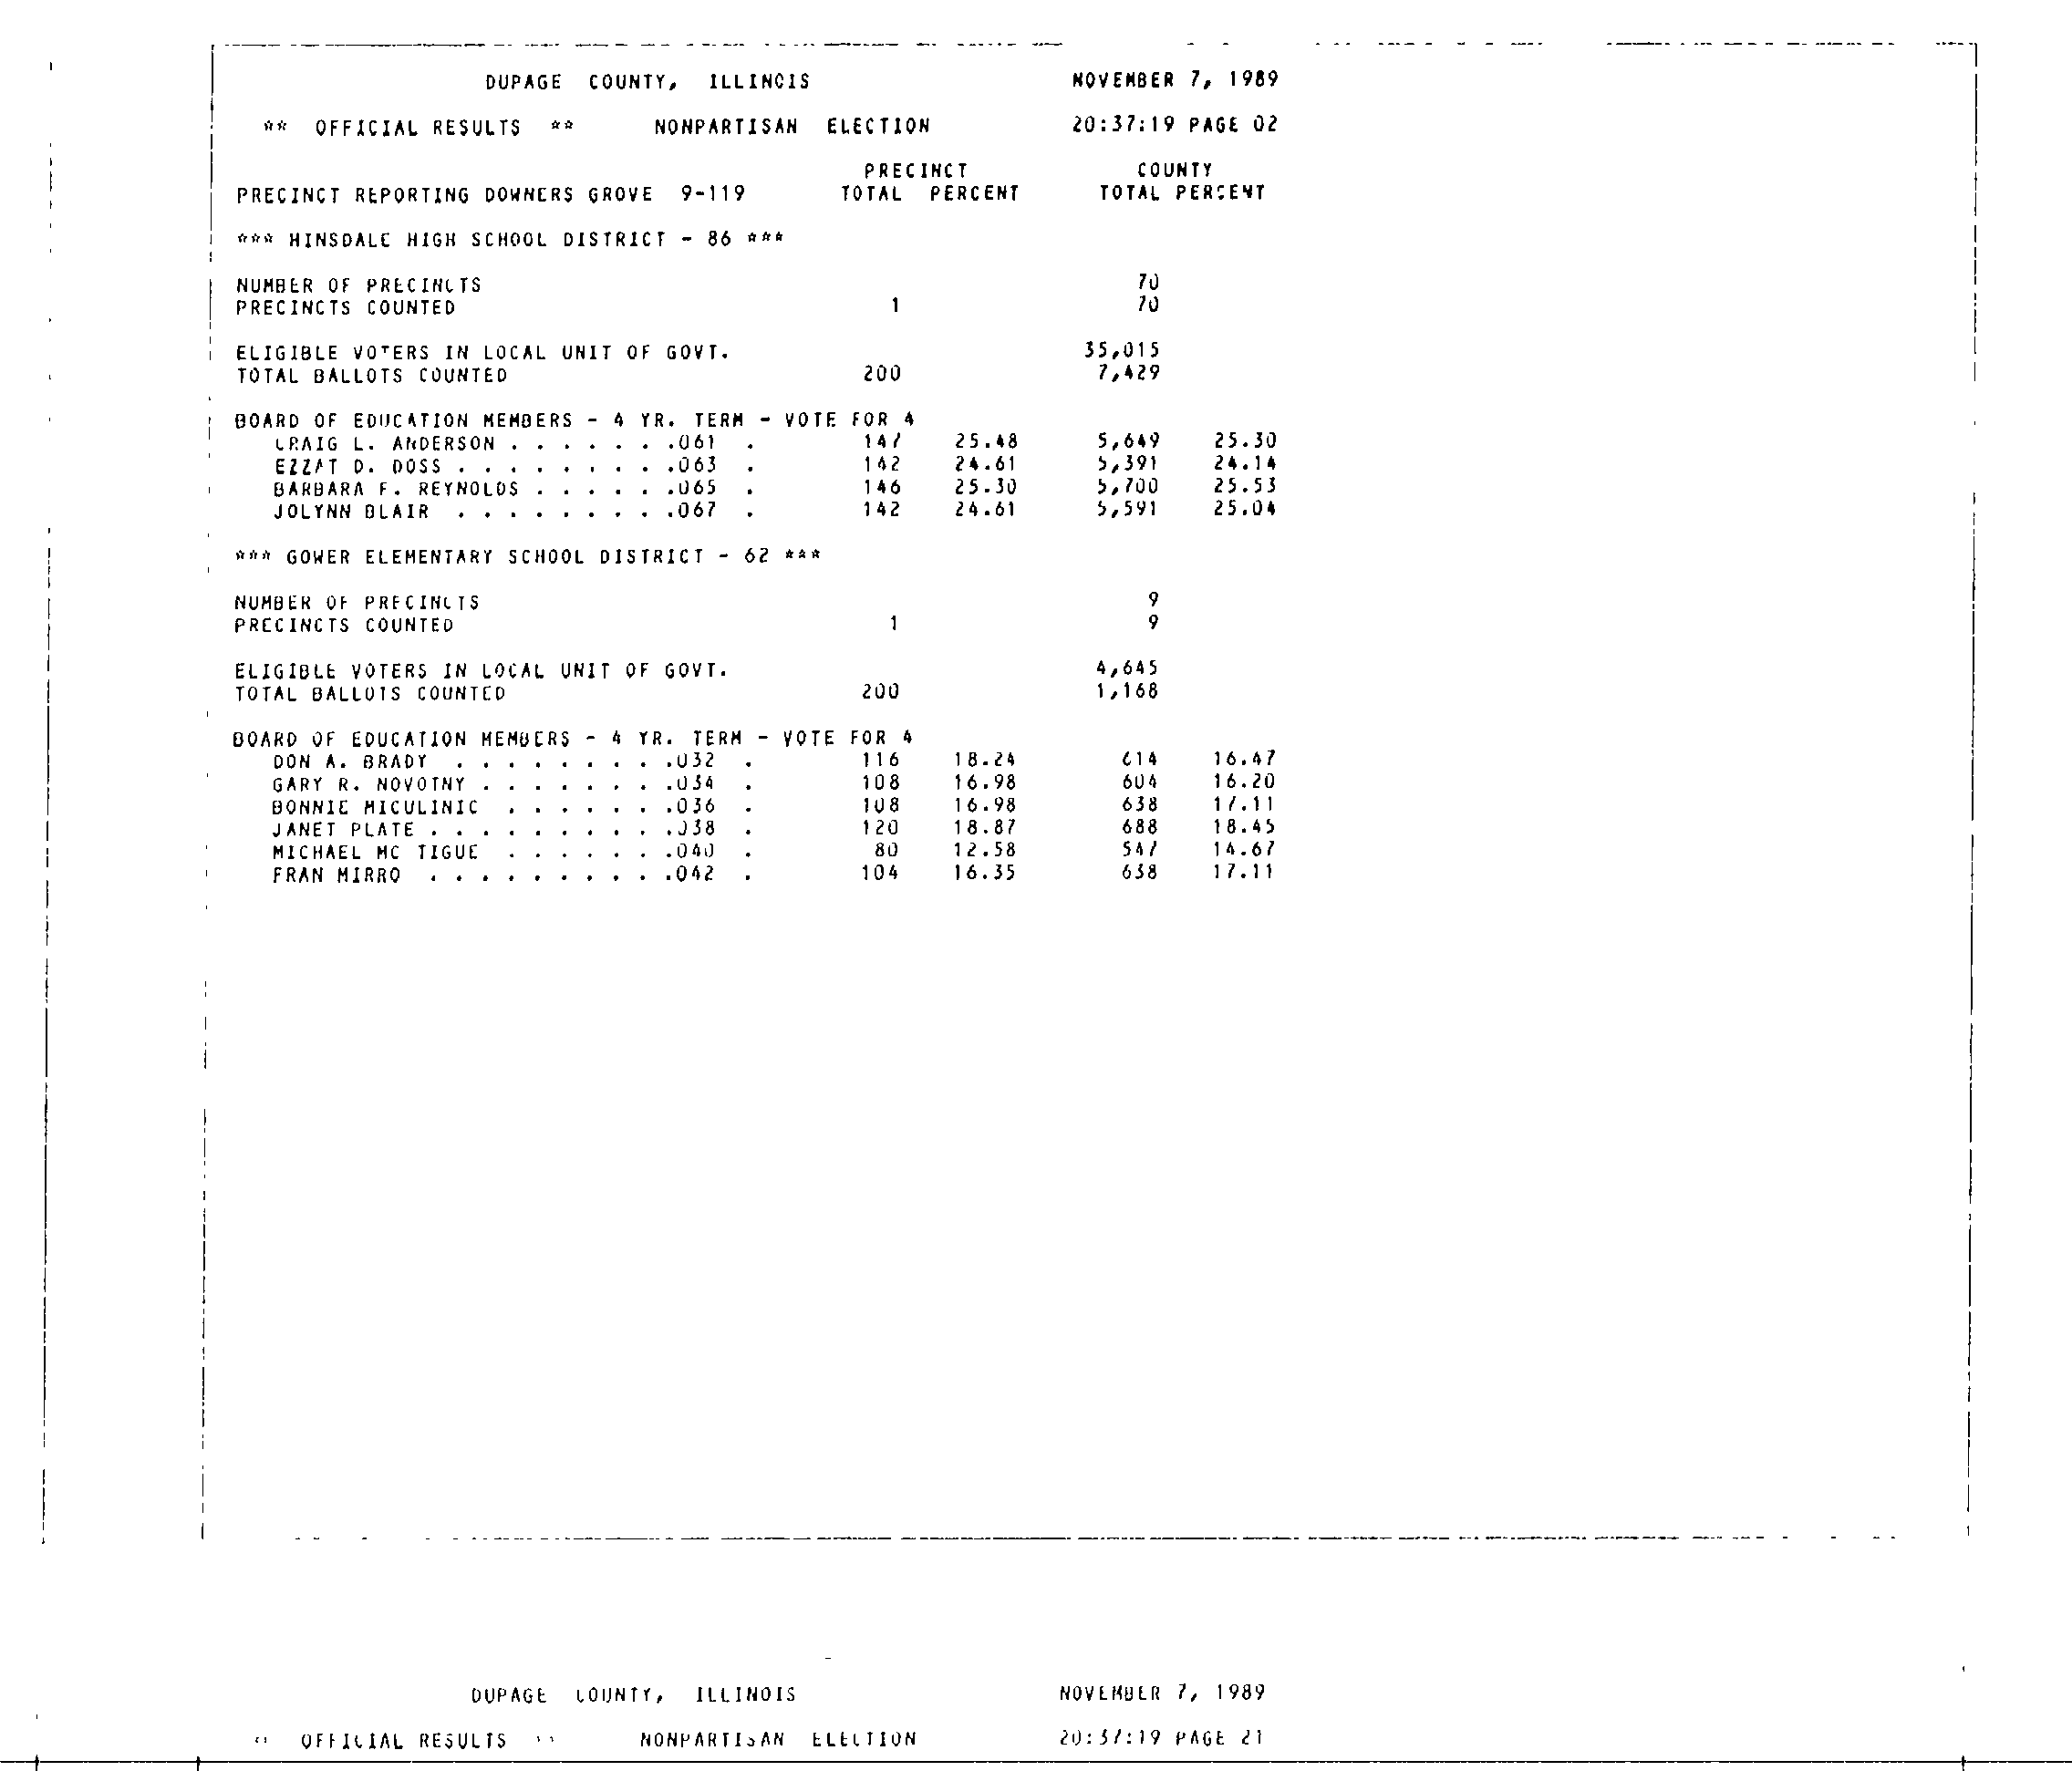 DUPAGE COUNTY, ILLINOIS NOVEMBER 7, 1989
** OFFICIAL RESULTS ** NONPARTISAN ELECTION 20:37:19 PAGE 02
PRECINCT COUNTY
PRECINCT REPORTING DOWNERS GROVE 9-119 TOTAL PERCENT TOTAL PERCENT
*** HINSDALE HIGH SCHOOL DISTRICT - 86 ***
NUMBER OF PRECINCTS 70
PRECINCTS COUNTED 1 70
ELIGIBLE VOTERS IN LOCAL UNIT OF GOVT. 35,015
TOTAL BALLOTS COUNTED 200 7,429
BOARD OF EDUCATION MEMBERS - 4 YR. TERM - VOTE FOR 4
CRAIG L. ANDERSON . . . . . . .061 . 147 25.48 5,649 25.30
EZZAT D. DOSS . . . . . . . . .063 . 142 24.61 5,391 24.14
BARBARA F. REYNOLDS . . . . . .065 . 146 25.30 5,700 25.53
JOLYNN BLAIR . . . . . . . . .067 . 142 24.61 5,591 25.04
*** GOWER ELEMENTARY SCHOOL DISTRICT - 62 ***
NUMBER OF PRECINCTS 9
PRECINCTS COUNTED 1 9
ELIGIBLE VOTERS IN LOCAL UNIT OF GOVT. 4,645
TOTAL BALLOTS COUNTED 200 1,168
BOARD OF EDUCATION MEMBERS - 4 YR. TERM - VOTE FOR 4
DON A. BRADY . . . . . . . . .032 . 116 18.24 614 16.47
GARY R. NOVOTNY . . . . . . . .034 . 108 16.98 604 16.20
BONNIE MICULINIC . . . . . . .036 . 108 16.98 638 17.11
JANET PLATE . . . . . . . . . .038 . 120 18.87 688 18.45
MICHAEL MC TIGUE . . . . . . .040 . 80 12.58 547 14.67
FRAN MIRRO . . . . . . . . . .042 . 104 16.35 638 17.11
DUPAGE COUNTY, ILLINOIS NOVEMBER 7, 1989
OFFICIAL RESULTS NONPARTISAN ELECTION 20:37:19 PAGE 21